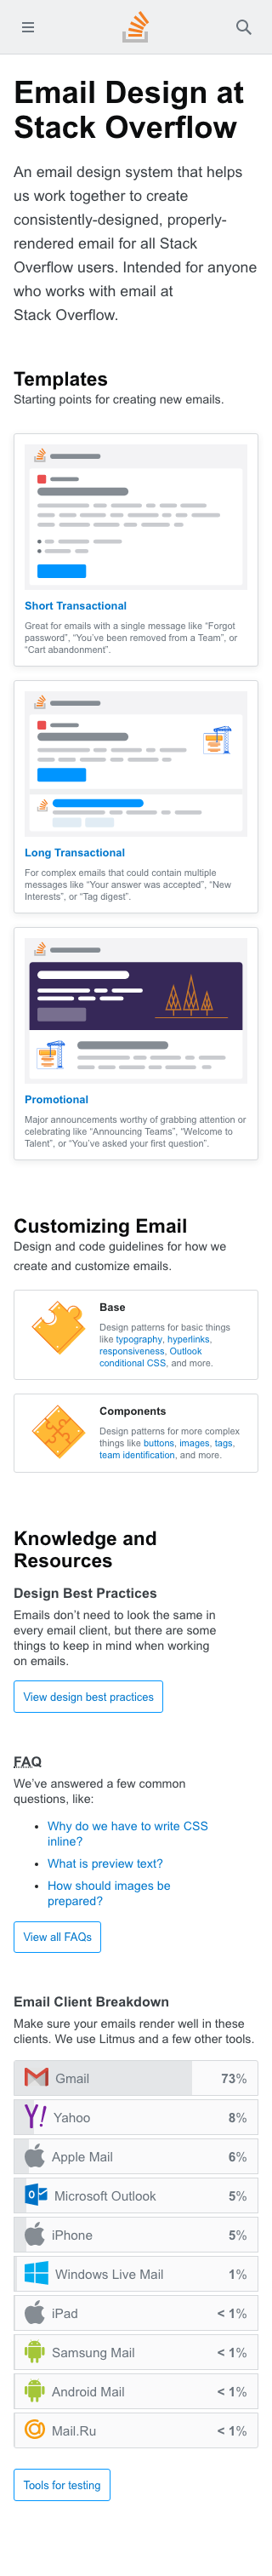 Email Design at
Stack Overflow
An email design system that helps
us work together to create
consistently-designed, properly-
rendered email for all Stack
Overflow users. Intended for anyone
who works with email at
Stack Overflow.
Templates
Starting points for creating new emails.
Short Transactional
Great for emails with a single message like “Forgot
password”, “You’ve been removed from a Team”, or
“Cart abandonment”.
Long Transactional
For complex emails that could contain multiple
messages like “Your answer was accepted”, “New
Interests”, or “Tag digest”.
Promotional
Major announcements worthy of grabbing attention or
celebrating like “Announcing Teams”, “Welcome to
Talent”, or “You’ve asked your first question”.
Customizing Email
Design and code guidelines for how we
create and customize emails.
Base
Design patterns for basic things
like typography, hyperlinks,
responsiveness, Outlook
conditional CSS, and more.
Components
Design patterns for more complex
things like buttons, images, tags,
team identification, and more.
Knowledge and
Resources
Design Best Practices
Emails don’t need to look the same in
every email client, but there are some
things to keep in mind when working
on emails.
View design best practices
FAQ
We’ve answered a few common
questions, like:
• Why do we have to write CSS
inline?
• What is preview text?
• How should images be
prepared?
View all FAQs
Email Client Breakdown
Make sure your emails render well in these
clients. We use Litmus and a few other tools.
Gmail 73%
Yahoo 8%
Apple Mail 6%
Microsoft Outlook 5%
iPhone 5%
Windows Live Mail 1%
iPad < 1%
Samsung Mail < 1%
Android Mail < 1%
Mail.Ru < 1%
Tools for testing